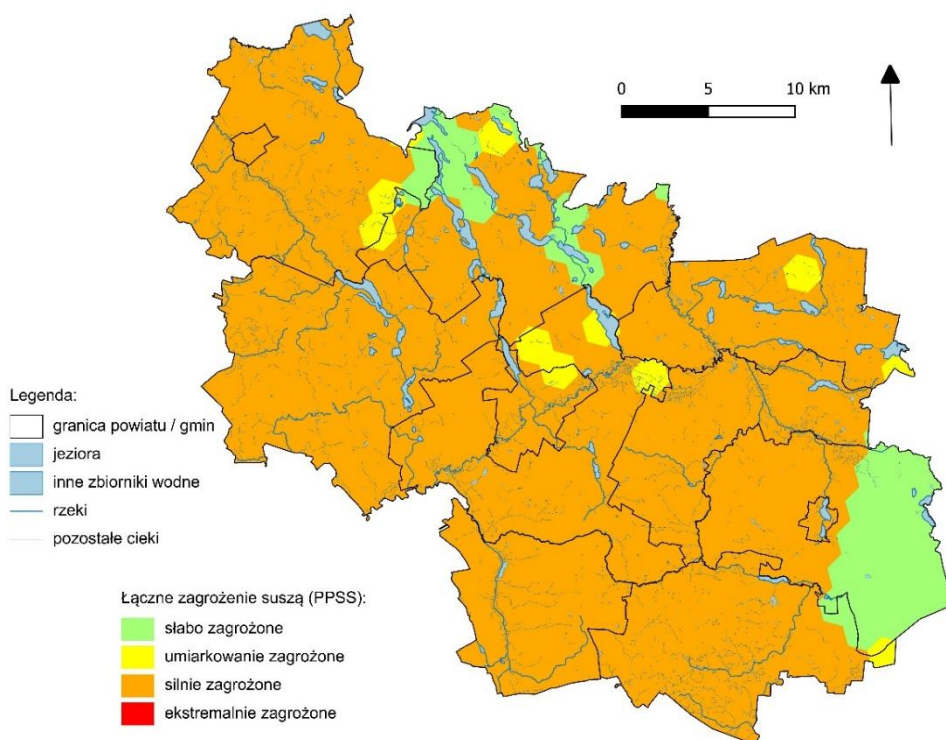 0 5 10 km
Legenda:
granica powiatu / gmin
jeziora
inne zbiorniki wodne
rzeki
pozostałe cieki
Łączne zagrożenie suszą (PPSS):
słabo zagrożone
umiarkowanie zagrożone
silnie zagrożone
ekstremalnie zagrożone